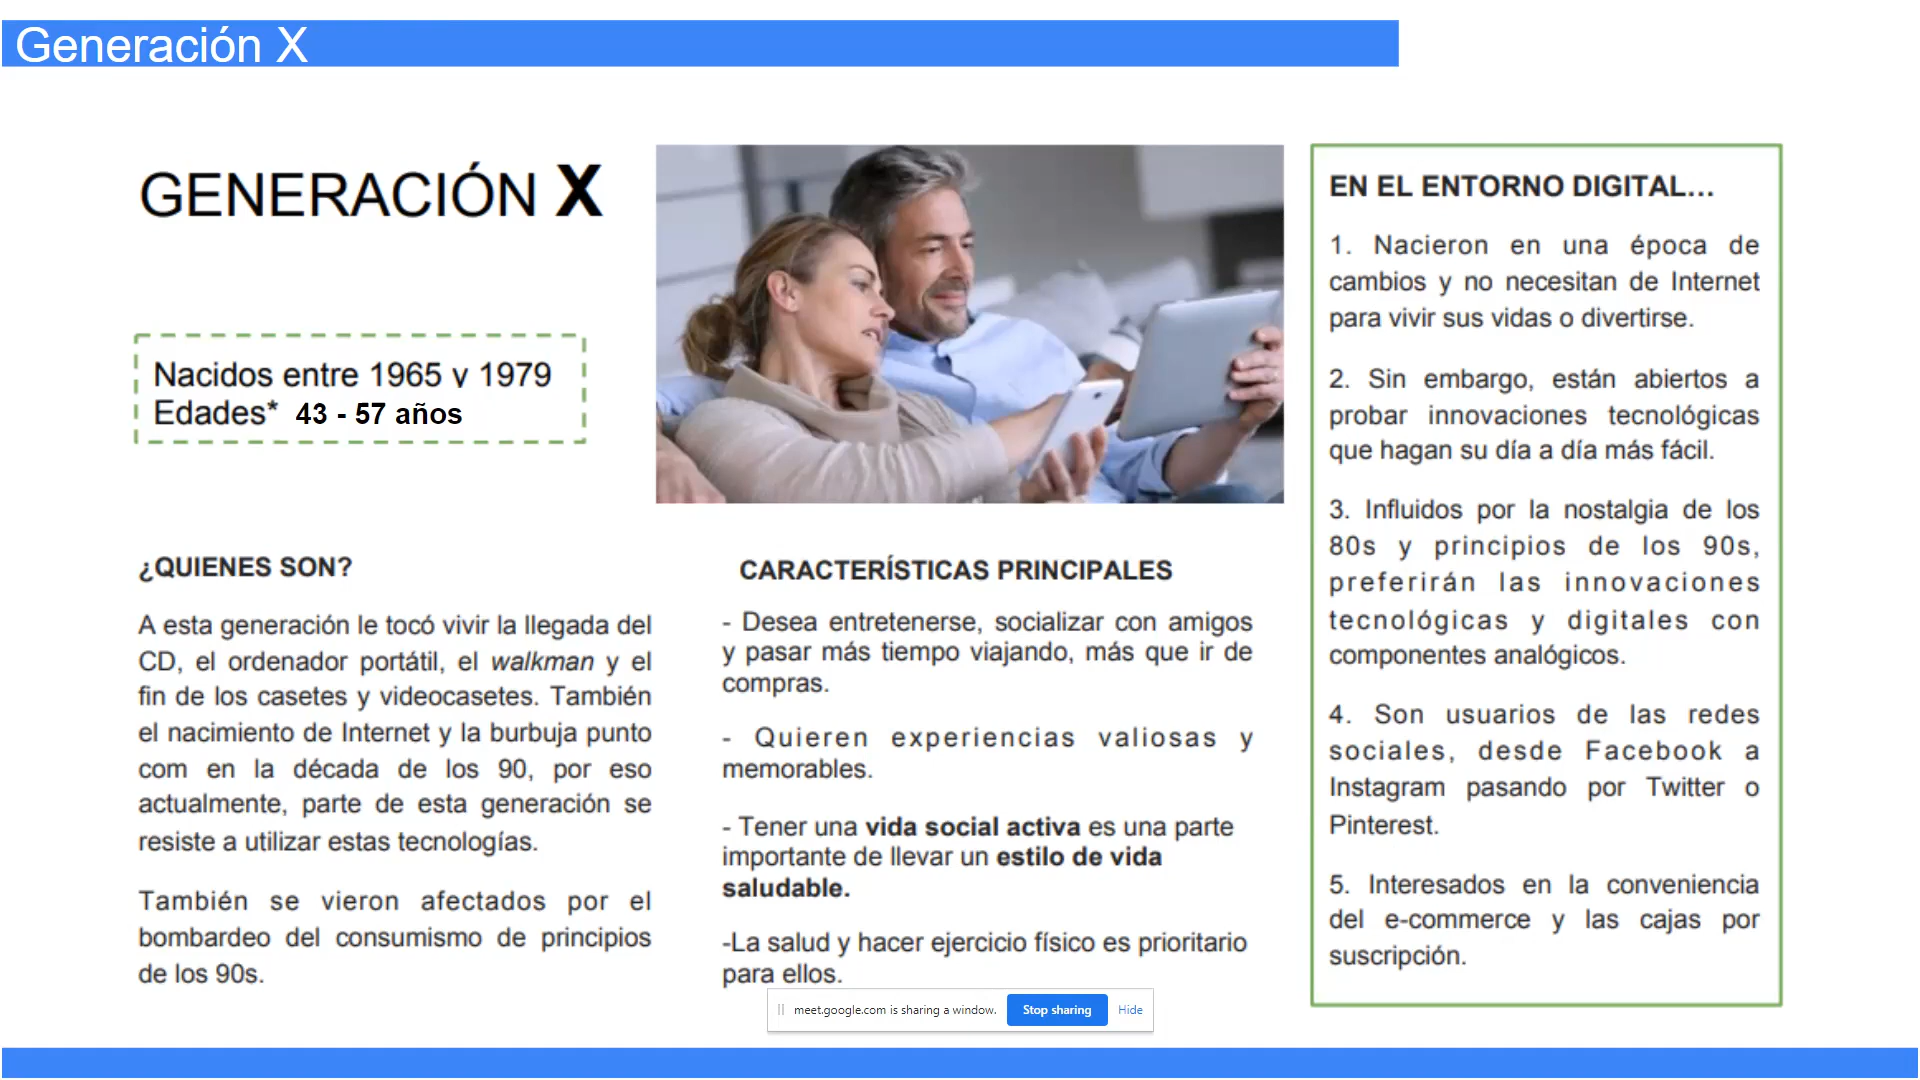 Generación X
GENERACIÓN X
Nacidos entre 1965 y 1979
Edades* 43 - 57 años
¿QUIENES SON?
A esta generación le tocó vivir la llegada del
CD, el ordenador portátil, el walkman y el
fin de los casetes y videocasetes. También
el nacimiento de Internet y la burbuja punto
com en la década de los 90, por eso
actualmente, parte de esta generación se
resiste a utilizar estas tecnologías.
También se vieron afectados por el
bombardeo del consumismo de principios
de los 90s.
CARACTERÍSTICAS PRINCIPALES
- Desea entretenerse, socializar con amigos
y pasar más tiempo viajando, más que ir de
compras.
- Quieren experiencias valiosas y
memorables.
- Tener una vida social activa es una parte
importante de llevar un estilo de vida
saludable.
-La salud y hacer ejercicio físico es prioritario
para ellos.
EN EL ENTORNO DIGITAL...
1. Nacieron en una época de
cambios y no necesitan de Internet
para vivir sus vidas o divertirse.
2. Sin embargo, están abiertos a
probar innovaciones tecnológicas
que hagan su día a día más fácil.
3. Influidos por la nostalgia de los
80s y principios de los 90s,
preferirán las innovaciones
tecnológicas y digitales con
componentes analógicos.
4. Son usuarios de las redes
sociales, desde Facebook a
Instagram pasando por Twitter o
Pinterest.
5. Interesados en la conveniencia
del e-commerce y las cajas por
suscripción.
meet.google.com is sharing a window. Stop sharing Hide